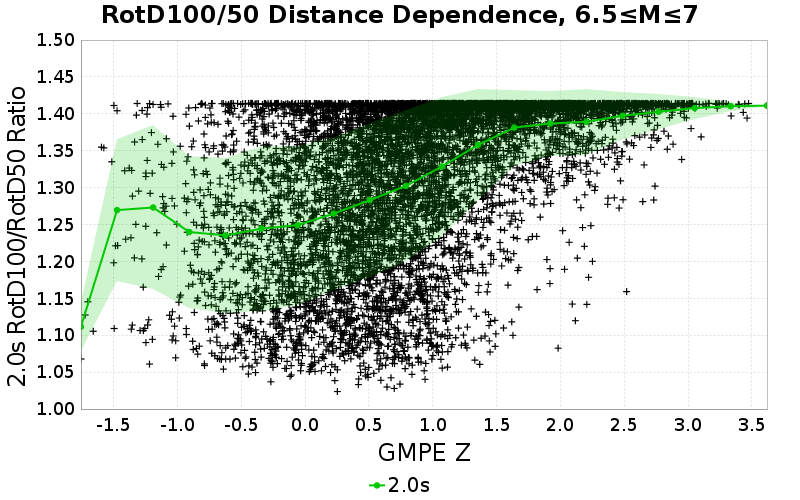 RotD100/50 Distance Dependence, 6.5≤M≤7
2.0s RotD100/RotD50 Ratio
1.50
1.45
1.40
1.35
1.30
1.25
1.20
1.15
1.10
1.05
1.00
-1.5 -1.0 -0.5 0.0 0.5 1.0 1.5 2.0 2.5 3.0 3.5
GMPE Z
2.0s